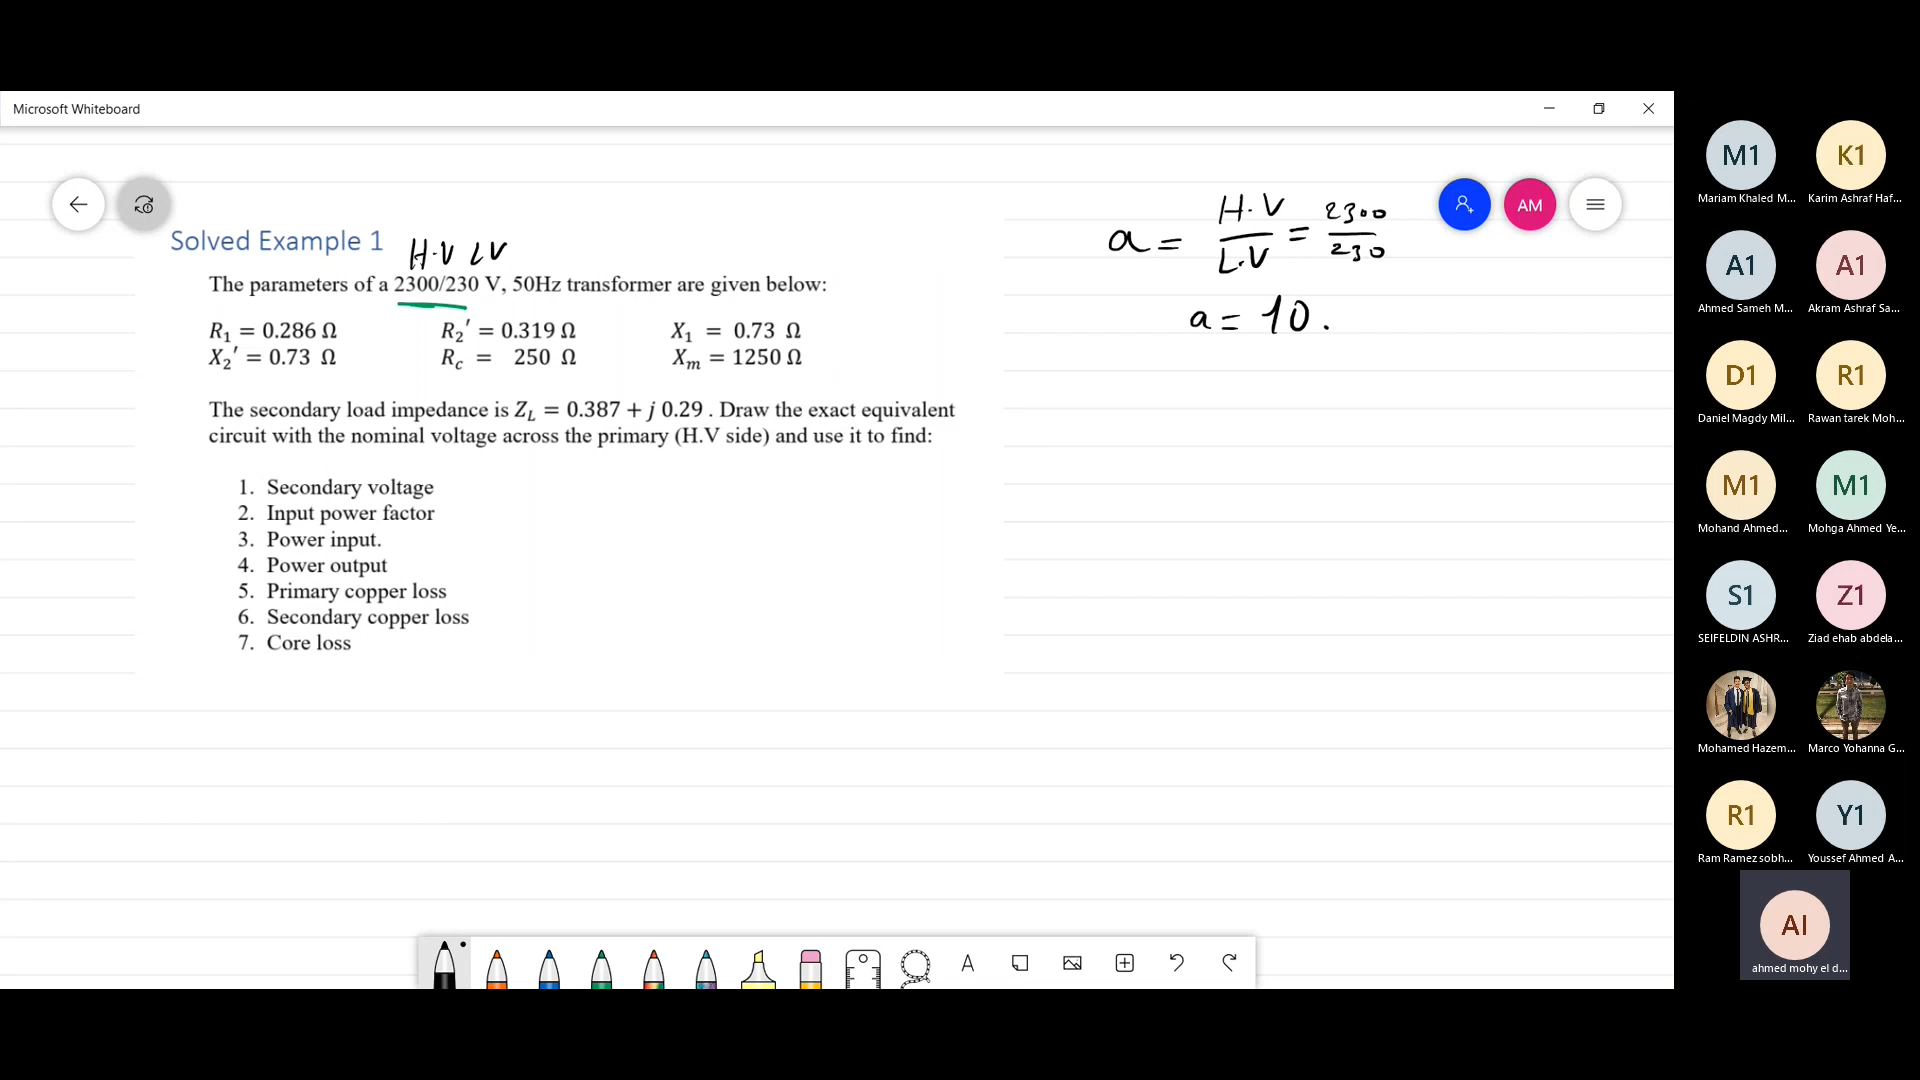 Microsoft Whiteboard
Solved Example 1
H.V LV
The parameters of a 2300/230 V, 50Hz transformer are given below:
R₁ = 0.286 Ω R₂′ = 0.319 Ω X₁ = 0.73 Ω
X₂′ = 0.73 Ω R_c = 250 Ω X_m = 1250 Ω
The secondary load impedance is Z_L = 0.387 + j 0.29 . Draw the exact equivalent
circuit with the nominal voltage across the primary (H.V side) and use it to find:
1. Secondary voltage
2. Input power factor
3. Power input.
4. Power output
5. Primary copper loss
6. Secondary copper loss
7. Core loss
a = H.V / L.V = 2300 / 230
a = 10 .
AM
A
M1 K1
Mariam Khaled M... Karim Ashraf Haf...
A1 A1
Ahmed Sameh M... Akram Ashraf Sa...
D1 R1
Daniel Magdy Mil... Rawan tarek Moh...
M1 M1
Mohand Ahmed... Mohga Ahmed Ye...
S1 Z1
SEIFELDIN ASHR... Ziad ehab abdela...
Mohamed Hazem... Marco Yohanna G...
R1 Y1
Ram Ramez sobh... Youssef Ahmed A...
AI
ahmed mohy el d...